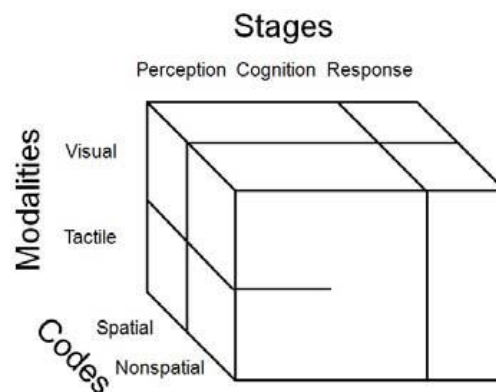 Stages
Perception Cognition Response
Modalities
Visual
Tactile
Codes
Spatial
Nonspatial